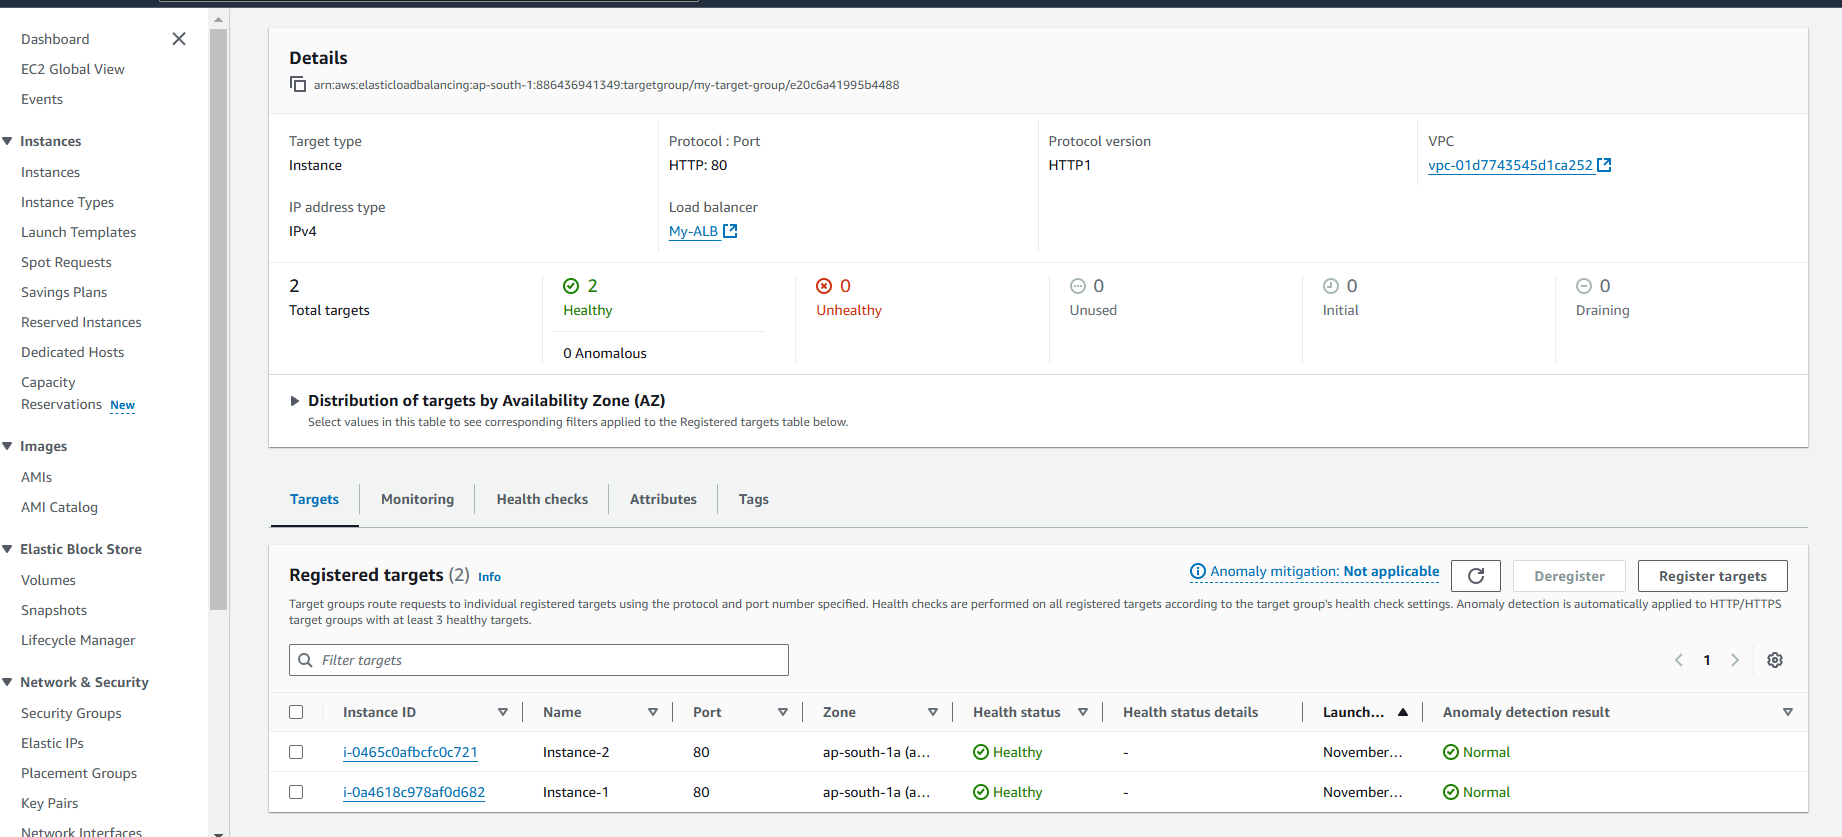 Dashboard
EC2 Global View
Events
Instances
Instances
Instance Types
Launch Templates
Spot Requests
Savings Plans
Reserved Instances
Dedicated Hosts
Capacity
Reservations New
Images
AMIs
AMI Catalog
Elastic Block Store
Volumes
Snapshots
Lifecycle Manager
Network & Security
Security Groups
Elastic IPs
Placement Groups
Key Pairs
Network Interfaces
Details
arn:aws:elasticloadbalancing:ap-south-1:886436941349:targetgroup/my-target-group/e20c6a41995b4488
Target type
Instance
Protocol : Port
HTTP: 80
Protocol version
HTTP1
VPC
vpc-01d7743545d1ca252
IP address type
IPv4
Load balancer
My-ALB
2
Total targets
2
Healthy
0 Anomalous
0
Unhealthy
0
Unused
0
Initial
0
Draining
Distribution of targets by Availability Zone (AZ)
Select values in this table to see corresponding filters applied to the Registered targets table below.
Targets Monitoring Health checks Attributes Tags
Registered targets (2) Info
Anomaly mitigation: Not applicable
Deregister
Register targets
Target groups route requests to individual registered targets using the protocol and port number specified. Health checks are performed on all registered targets according to the target group's health check settings. Anomaly detection is automatically applied to HTTP/HTTPS
target groups with at least 3 healthy targets.
Filter targets
1
Instance ID Name Port Zone Health status Health status details Launch... Anomaly detection result
i-0465c0afbcfc0c721 Instance-2 80 ap-south-1a (a... Healthy - November... Normal
i-0a4618c978af0d682 Instance-1 80 ap-south-1a (a... Healthy - November... Normal